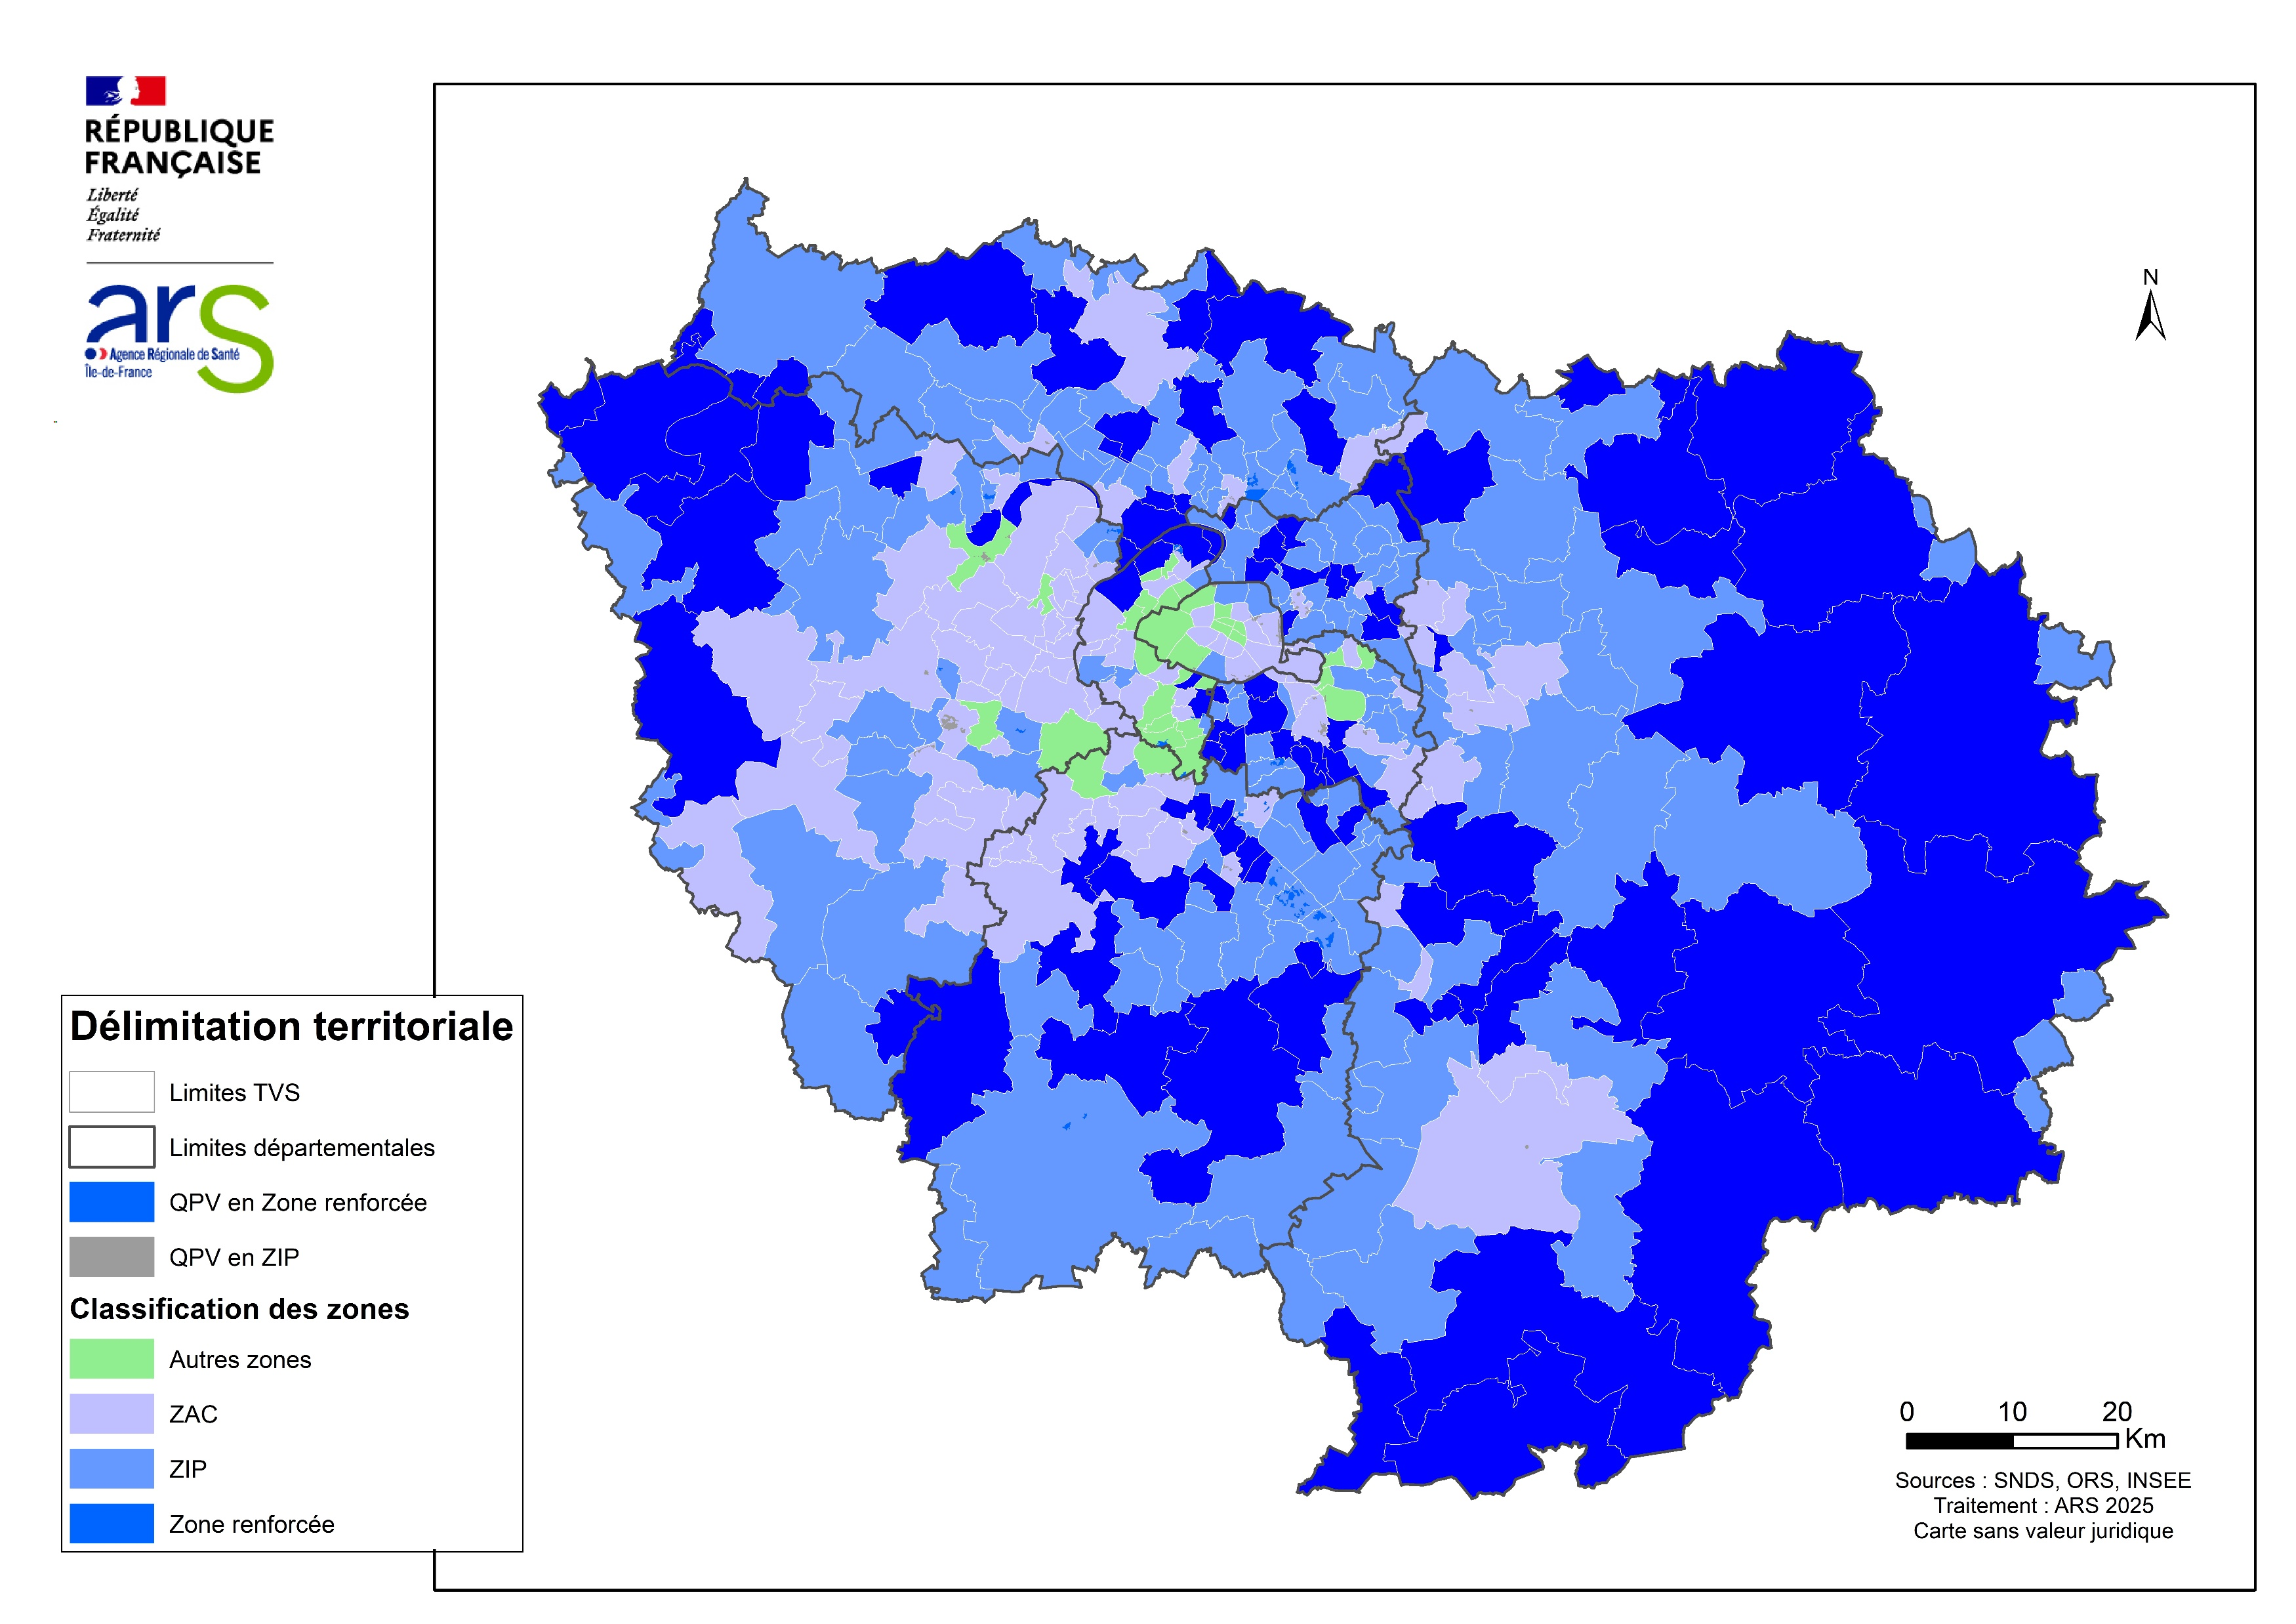 RÉPUBLIQUE
FRANÇAISE
Liberté
Égalité
Fraternité
ars
Agence Régionale de Santé
Île-de-France
N
Délimitation territoriale
Limites TVS
Limites départementales
QPV en Zone renforcée
QPV en ZIP
Classification des zones
Autres zones
ZAC
ZIP
Zone renforcée
0 10 20
Km
Sources : SNDS, ORS, INSEE
Traitement : ARS 2025
Carte sans valeur juridique